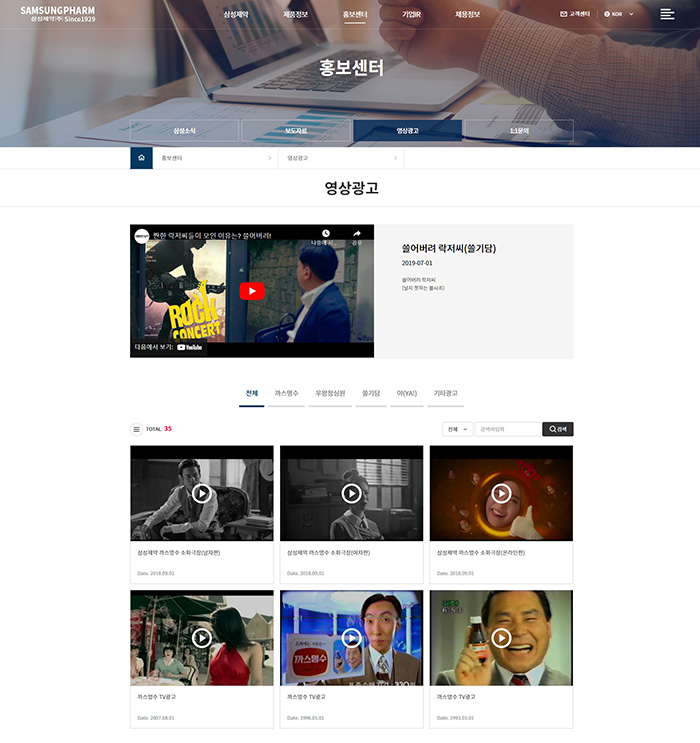 SAMSUNGPHARM
삼성제약(주) Since1929
삼성제약
제품정보
홍보센터
기업IR
채용정보
고객센터
KOR
홍보센터
삼성소식
보도자료
영상광고
1:1문의
홍보센터
영상광고
영상광고
짠한 락저씨들이 모인 이유는? 쓸어버려!
나중에 시...
공유
ROCK
CONCERT
다음에서 보기: YouTube
쓸어버려 락저씨(쓸기담)
2019-07-01
쓸어버려 락저씨
(날지 못하는 불사조)
전체
까스명수
우황청심원
쓸기담
야(YA!)
기타광고
TOTAL. 35
전체
검색어입력
검색
삼성제약 까스명수 소화극장(남자편)
Date. 2018.09.01
삼성제약 까스명수 소화극장(여자편)
Date. 2018.09.01
삼성제약 까스명수 소화극장(온라인편)
Date. 2018.09.01
까스명수
까스명수 TV광고
Date. 2007.08.01
까스명수 TV광고
Date. 1996.01.01
까스명수 TV광고
Date. 1993.01.01